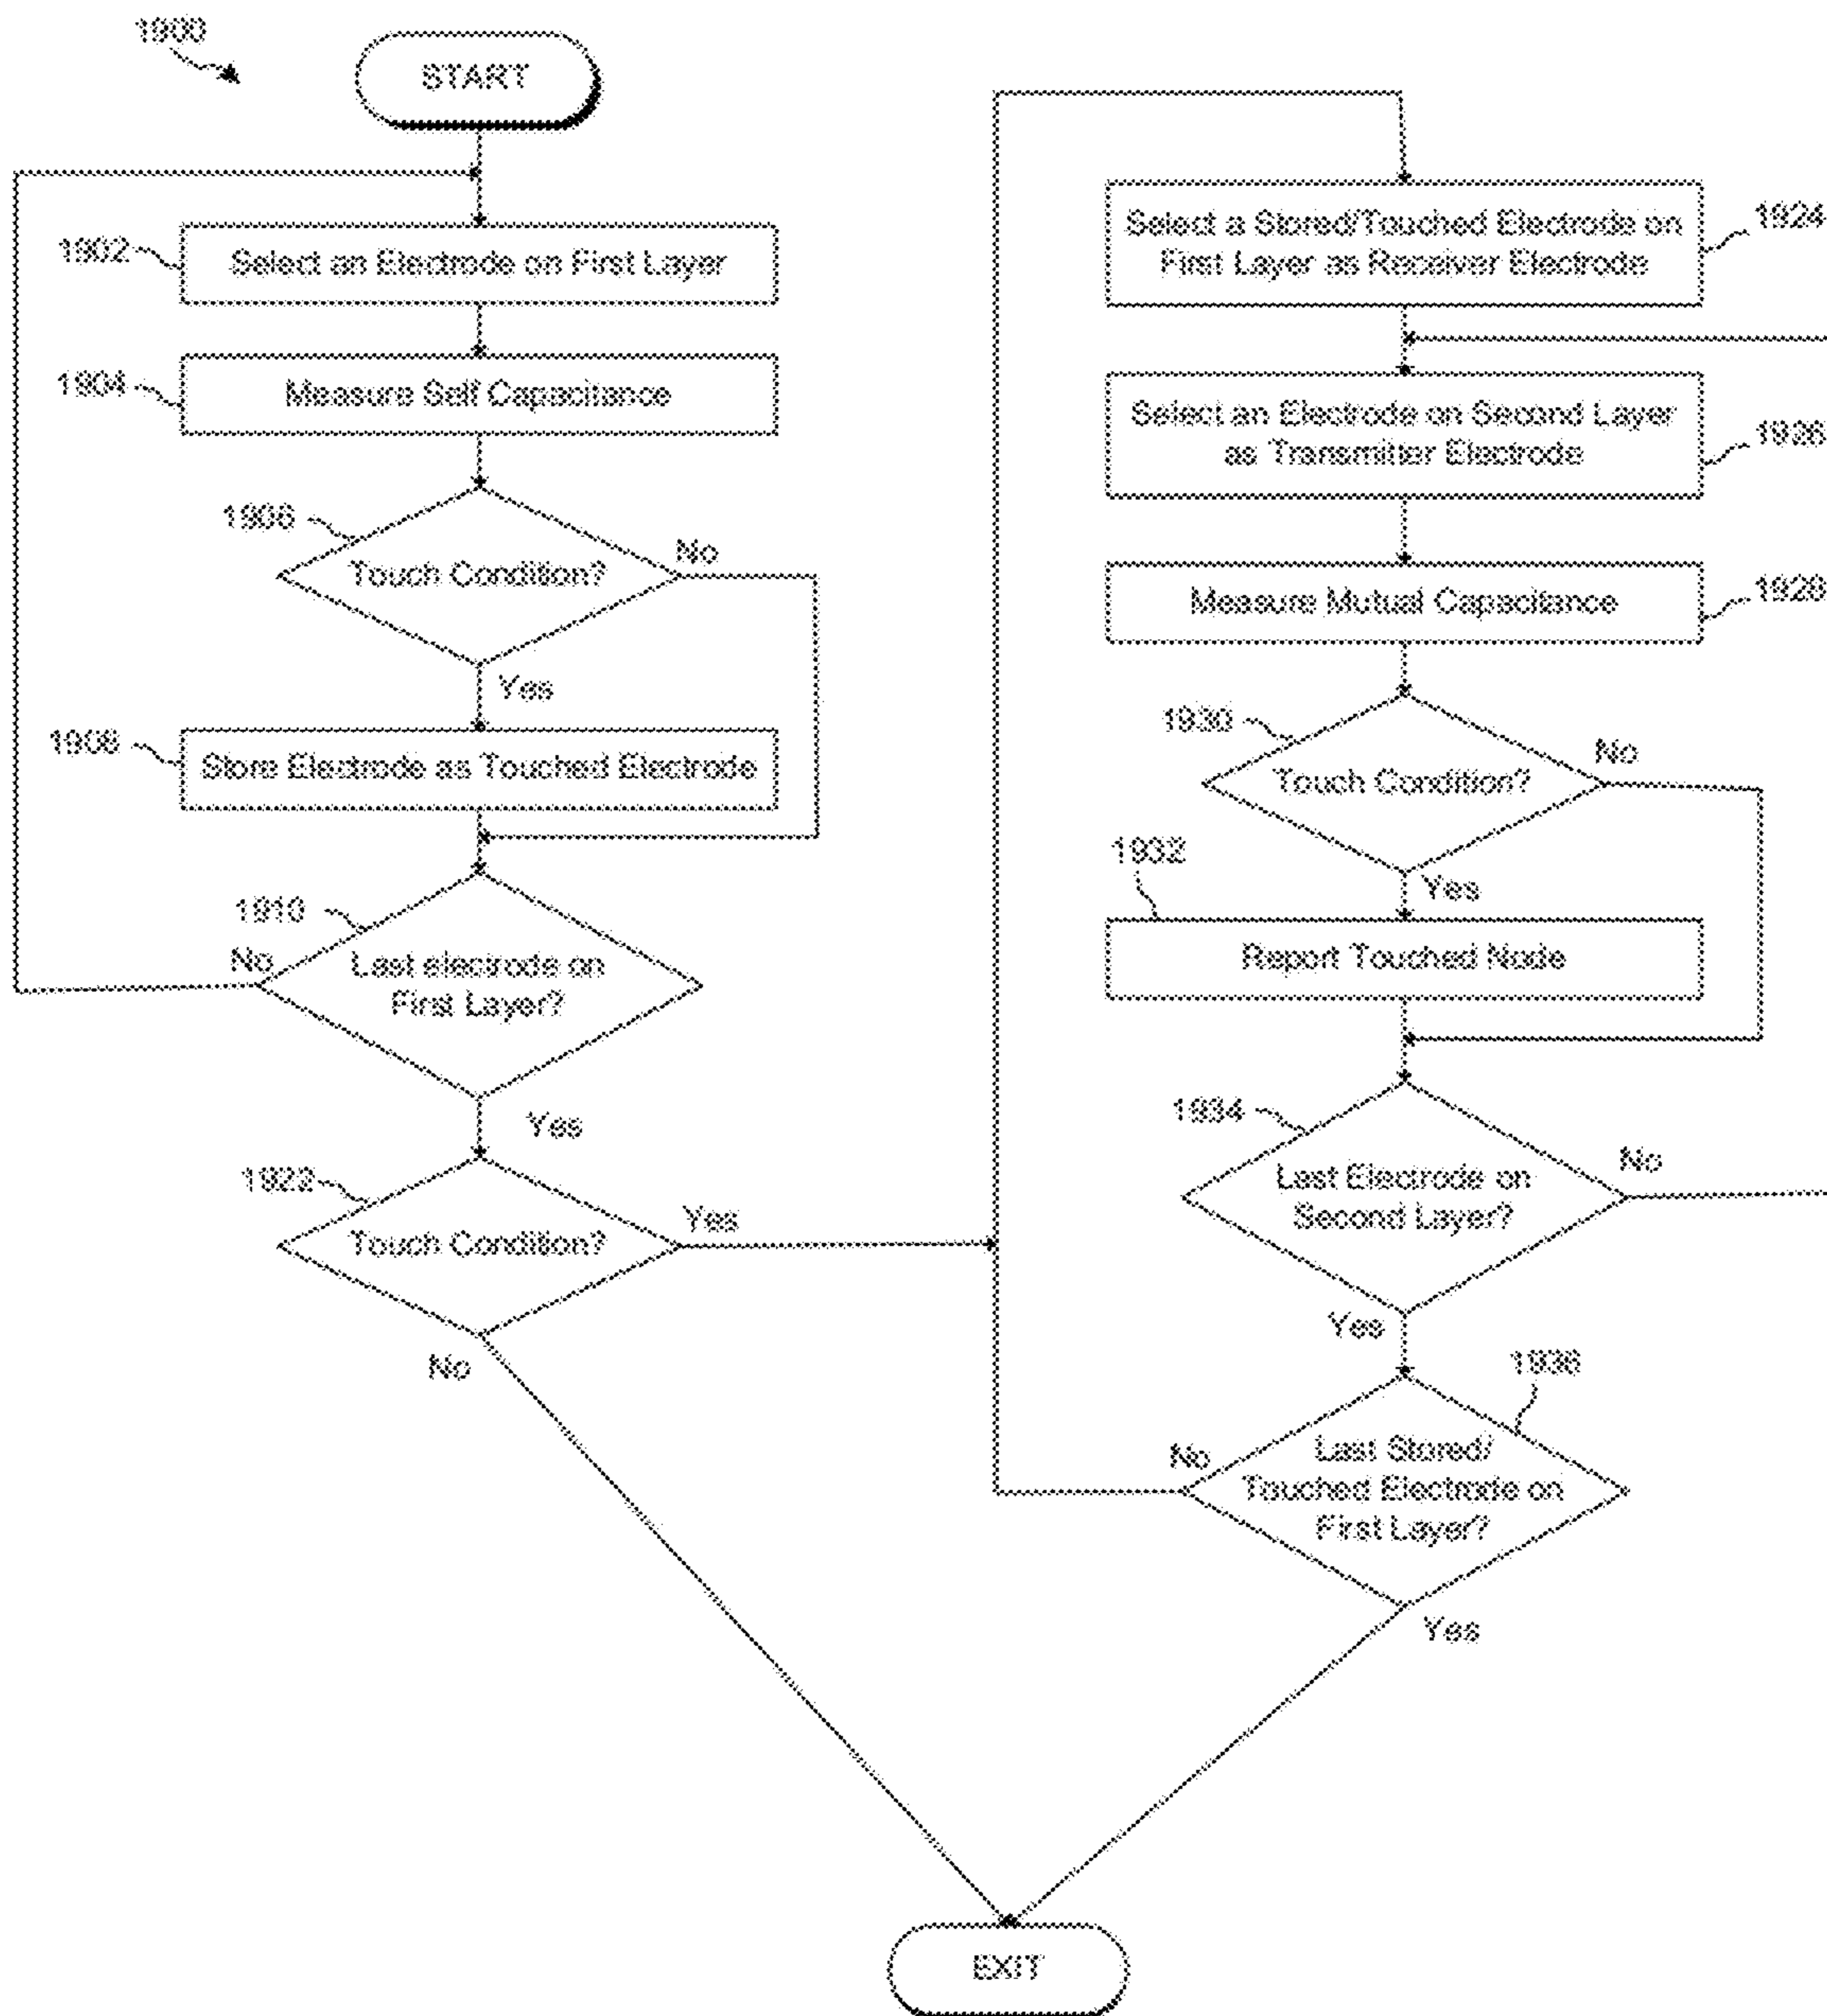 1900
START
1902
Select an Electrode on First Layer
1904
Measure Self Capacitance
1906
Touch Condition?
No
Yes
1908
Store Electrode as Touched Electrode
1910
No
Last electrode on
First Layer?
Yes
1922
Touch Condition?
Yes
No
1924
Select a Stored/Touched Electrode on
First Layer as Receiver Electrode
1926
Select an Electrode on Second Layer
as Transmitter Electrode
1928
Measure Mutual Capacitance
1930
Touch Condition?
No
Yes
1932
Report Touched Node
1934
Last Electrode on
Second Layer?
No
Yes
1936
Last Stored/
Touched Electrode on
First Layer?
No
Yes
EXIT